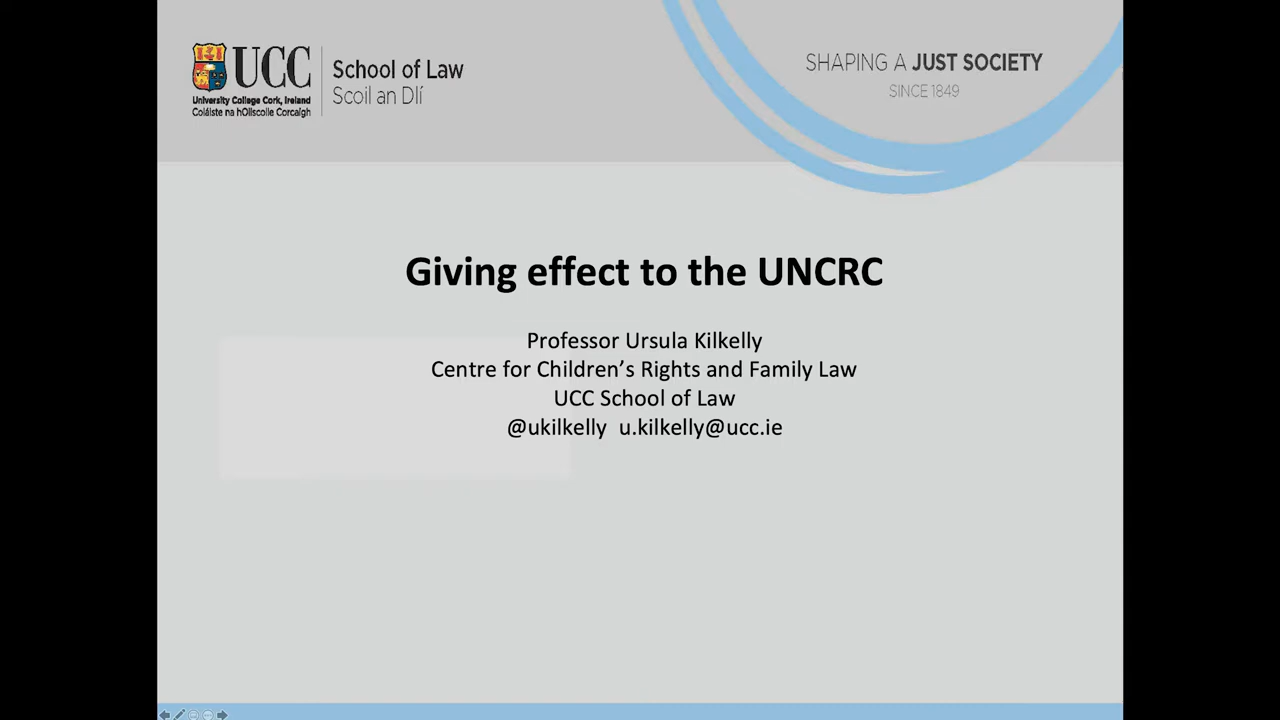 UCC
University College Cork, Ireland
Coláiste na hOllscoile Corcaigh
School of Law
Scoil an Dlí
SHAPING A JUST SOCIETY
SINCE 1849
Giving effect to the UNCRC
Professor Ursula Kilkelly
Centre for Children’s Rights and Family Law
UCC School of Law
@ukilkelly u.kilkelly@ucc.ie